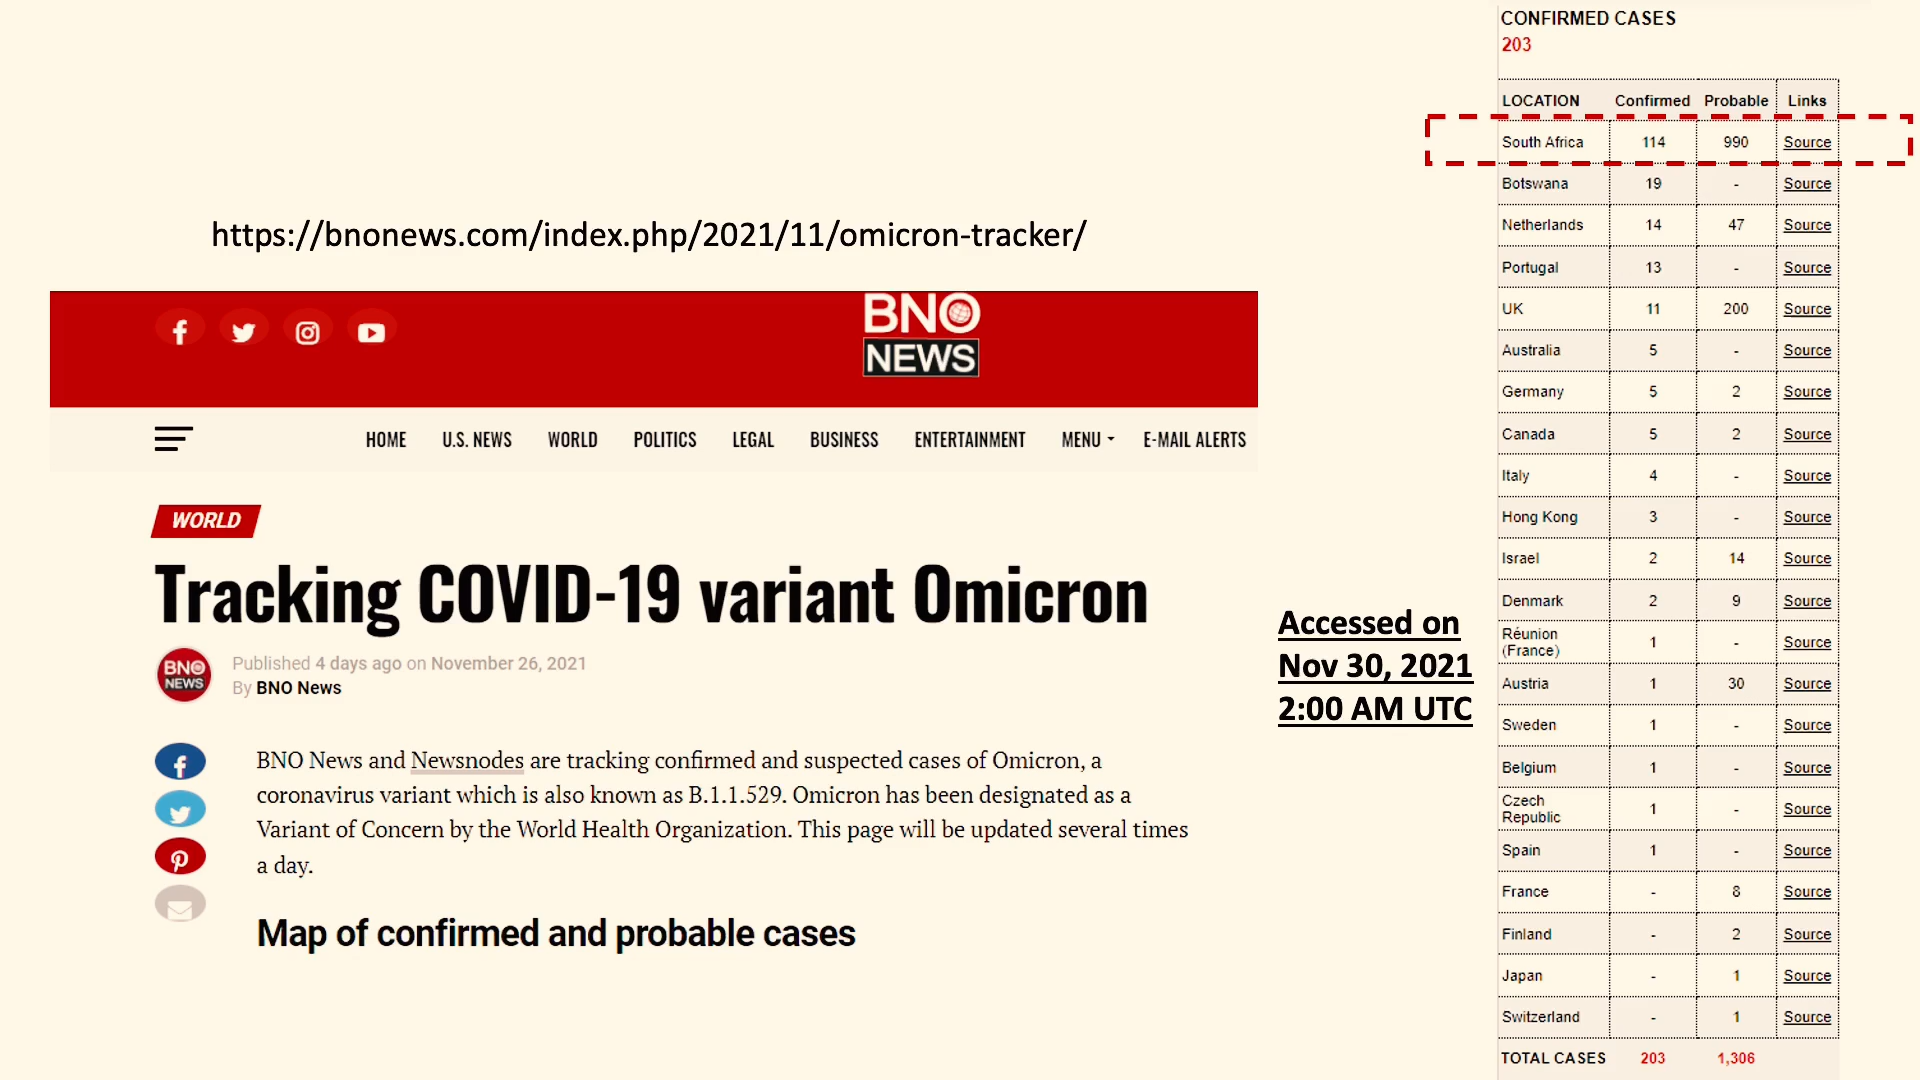 https://bnonews.com/index.php/2021/11/omicron-tracker/
BNO
NEWS
HOME U.S. NEWS WORLD POLITICS LEGAL BUSINESS ENTERTAINMENT MENU E-MAIL ALERTS
WORLD
Tracking COVID-19 variant Omicron
BNO
NEWS
Published 4 days ago on November 26, 2021
By BNO News
BNO News and Newsnodes are tracking confirmed and suspected cases of Omicron, a
coronavirus variant which is also known as B.1.1.529. Omicron has been designated as a
Variant of Concern by the World Health Organization. This page will be updated several times
a day.
Map of confirmed and probable cases
Accessed on
Nov 30, 2021
2:00 AM UTC
CONFIRMED CASES
203
LOCATION Confirmed Probable Links
South Africa 114 990 Source
Botswana 19 - Source
Netherlands 14 47 Source
Portugal 13 - Source
UK 11 200 Source
Australia 5 - Source
Germany 5 2 Source
Canada 5 2 Source
Italy 4 - Source
Hong Kong 3 - Source
Israel 2 14 Source
Denmark 2 9 Source
Réunion
(France) 1 - Source
Austria 1 30 Source
Sweden 1 - Source
Belgium 1 - Source
Czech
Republic 1 - Source
Spain 1 - Source
France - 8 Source
Finland - 2 Source
Japan - 1 Source
Switzerland - 1 Source
TOTAL CASES 203 1,306